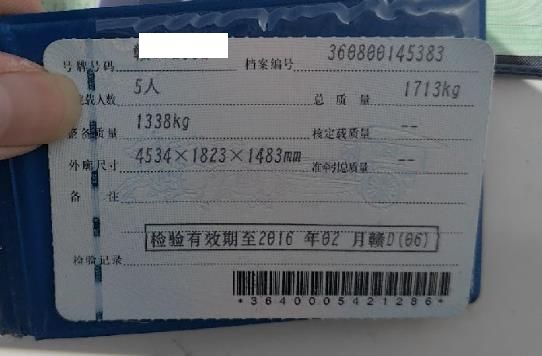 号牌号码 档案编号 360800145383
载人数 5人 总质量 1713kg
整备质量 1338kg 核定载质量 --
外廓尺寸 4534×1823×1483mm 准牵引总质量 --
备 注
检验有效期至2016 年02 月赣D(06)
检验记录
*3640005421286*